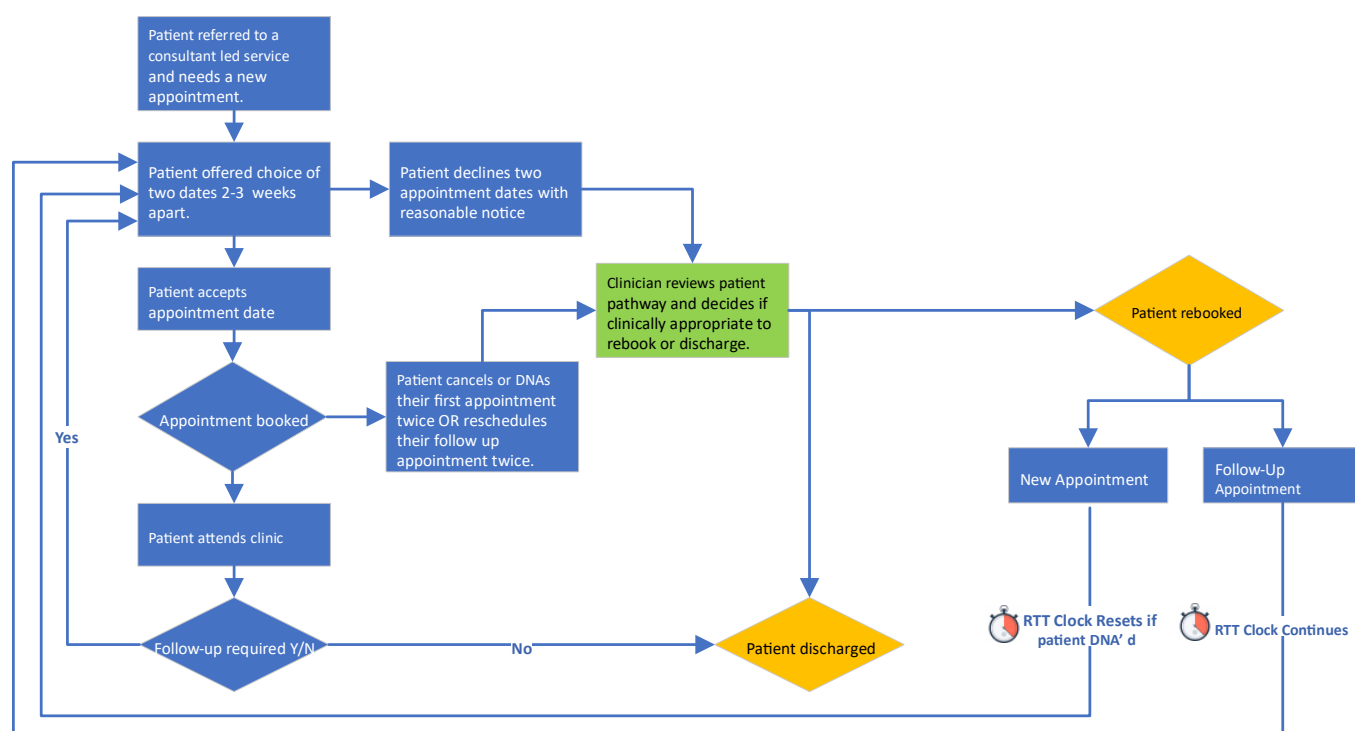 Patient referred to a
consultant led service
and needs a new
appointment.
Patient offered choice of
two dates 2-3 weeks
apart.
Patient declines two
appointment dates with
reasonable notice
Patient accepts
appointment date
Clinician reviews patient
pathway and decides if
clinically appropriate to
rebook or discharge.
Patient rebooked
Appointment booked
Patient cancels or DNAs
their first appointment
twice OR reschedules
their follow up
appointment twice.
Yes
New Appointment
Follow-Up
Appointment
Patient attends clinic
RTT Clock Resets if
patient DNA' d
RTT Clock Continues
Follow-up required Y/N
No
Patient discharged